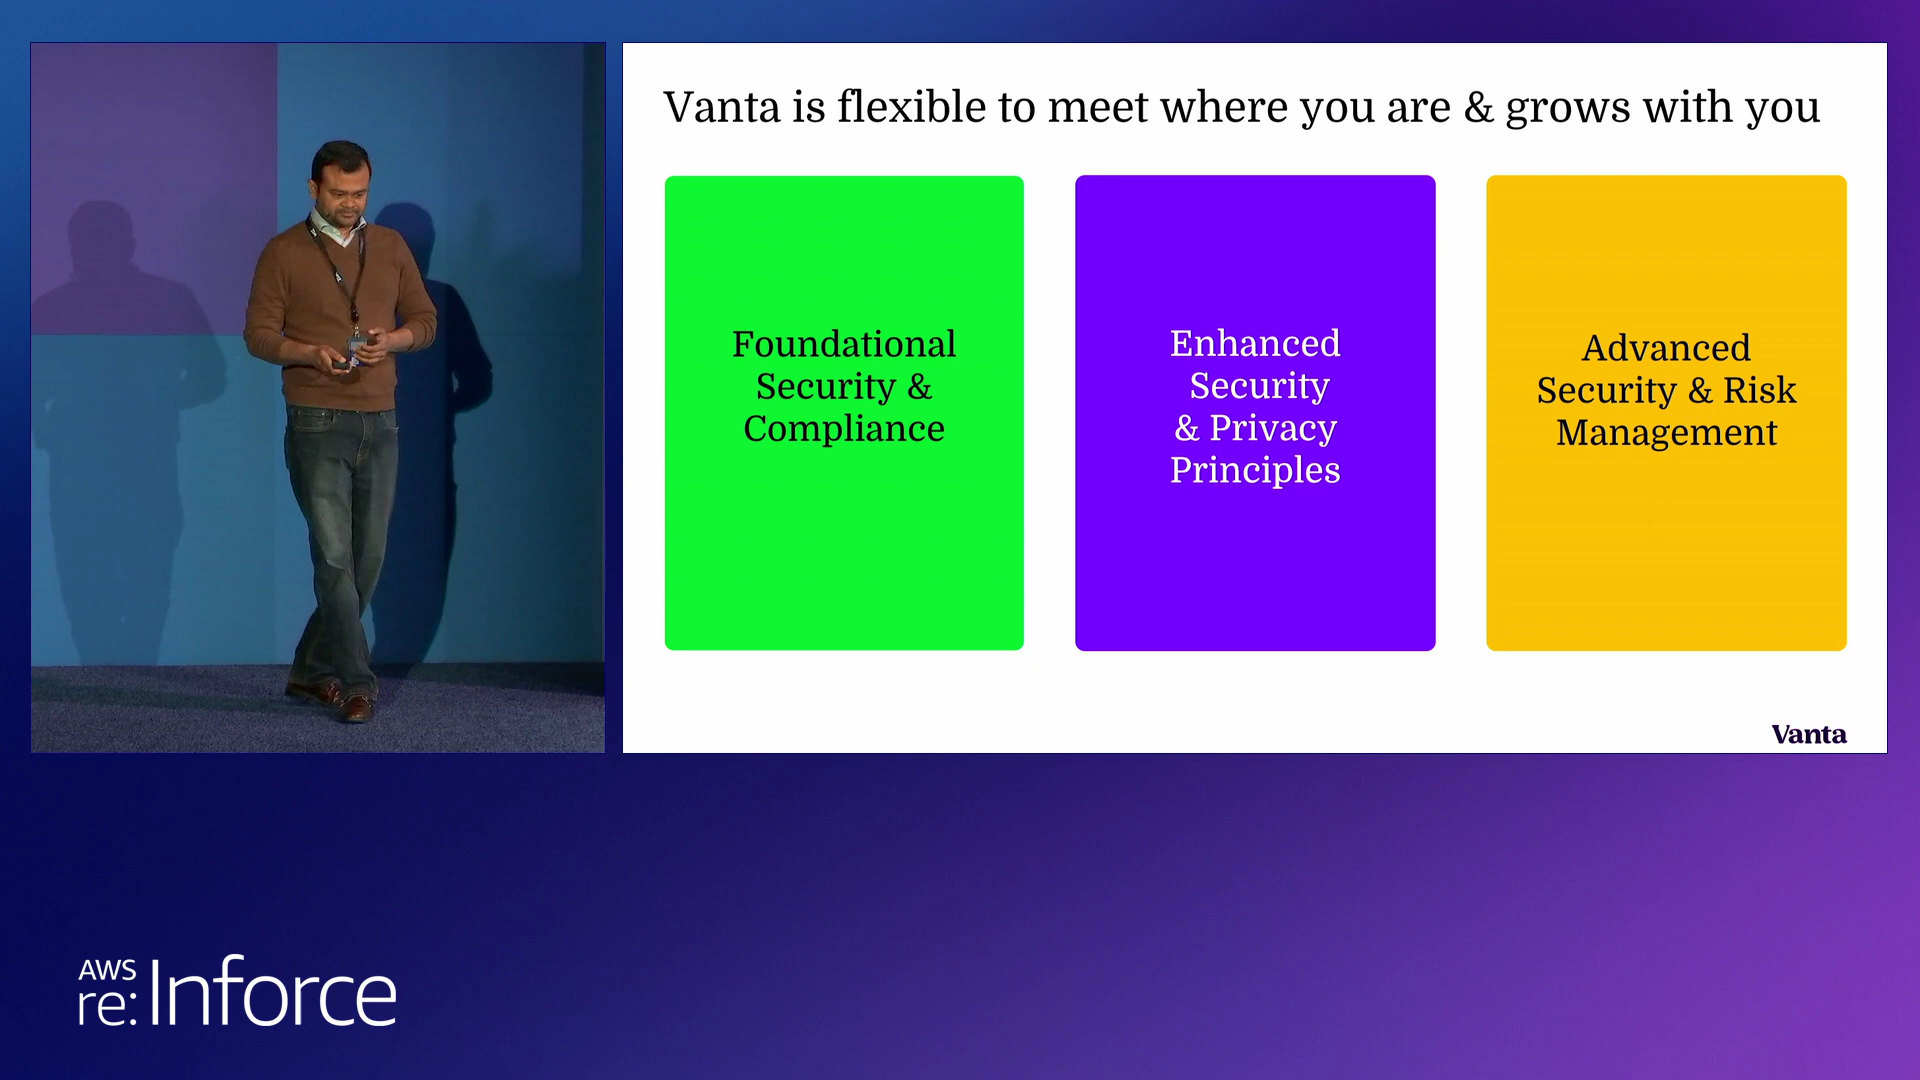 Vanta is flexible to meet where you are & grows with you
Foundational
Security &
Compliance
Enhanced
Security
& Privacy
Principles
Advanced
Security & Risk
Management
Vanta
AWS
re:Inforce